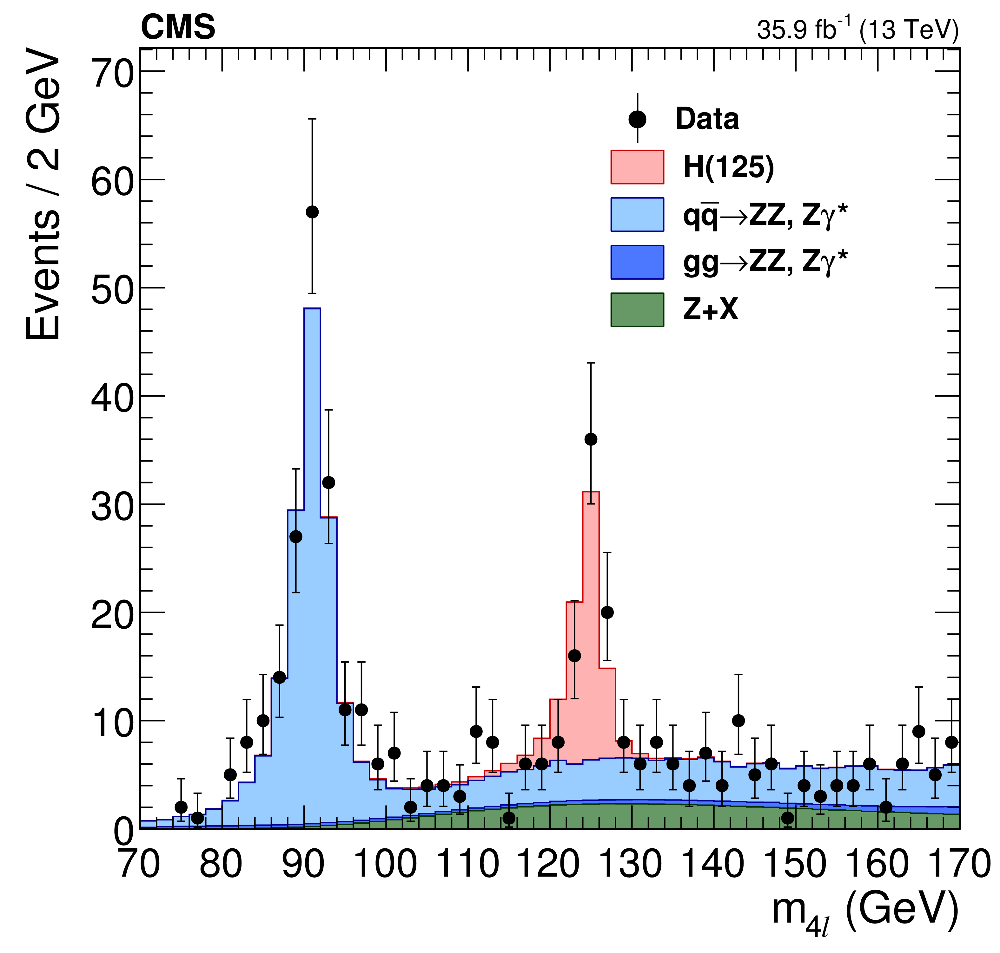 CMS
35.9 fb⁻¹ (13 TeV)
Events / 2 GeV
70
60
50
40
30
20
10
0
Data
H(125)
qq̅→ZZ, Zγ*
gg→ZZ, Zγ*
Z+X
70 80 90 100 110 120 130 140 150 160 170
m4l (GeV)